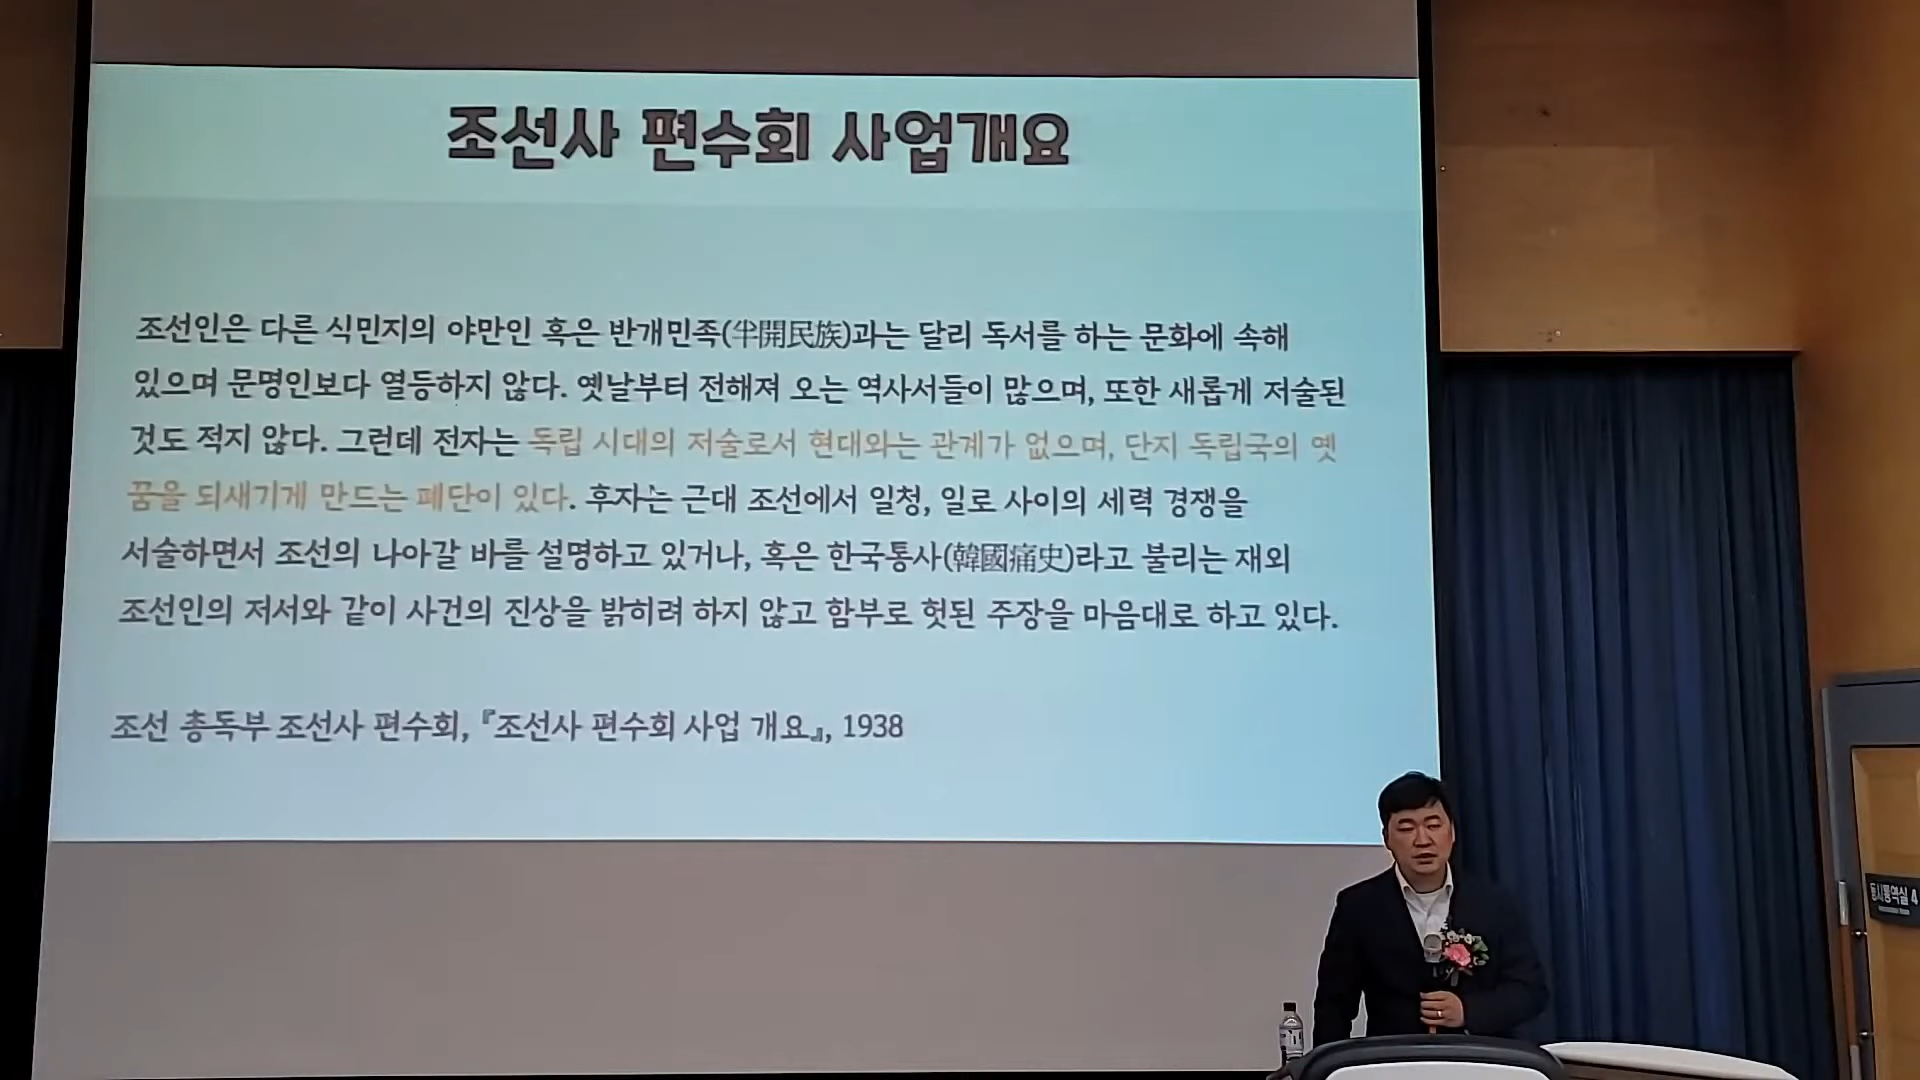 조선사 편수회 사업개요
조선인은 다른 식민지의 야만인 혹은 반개민족(半開民族)과는 달리 독서를 하는 문화에 속해
있으며 문명인보다 열등하지 않다. 옛날부터 전해져 오는 역사서들이 많으며, 또한 새롭게 저술된
것도 적지 않다. 그런데 전자는 독립 시대의 저술로서 현대와는 관계가 없으며, 단지 독립국의 옛
꿈을 되새기게 만드는 폐단이 있다. 후자는 근대 조선에서 일청, 일로 사이의 세력 경쟁을
서술하면서 조선의 나아갈 바를 설명하고 있거나, 혹은 한국통사(韓國痛史)라고 불리는 재외
조선인의 저서와 같이 사건의 진상을 밝히려 하지 않고 함부로 헛된 주장을 마음대로 하고 있다.
조선 총독부 조선사 편수회, 『조선사 편수회 사업 개요』, 1938
동시통역실 4